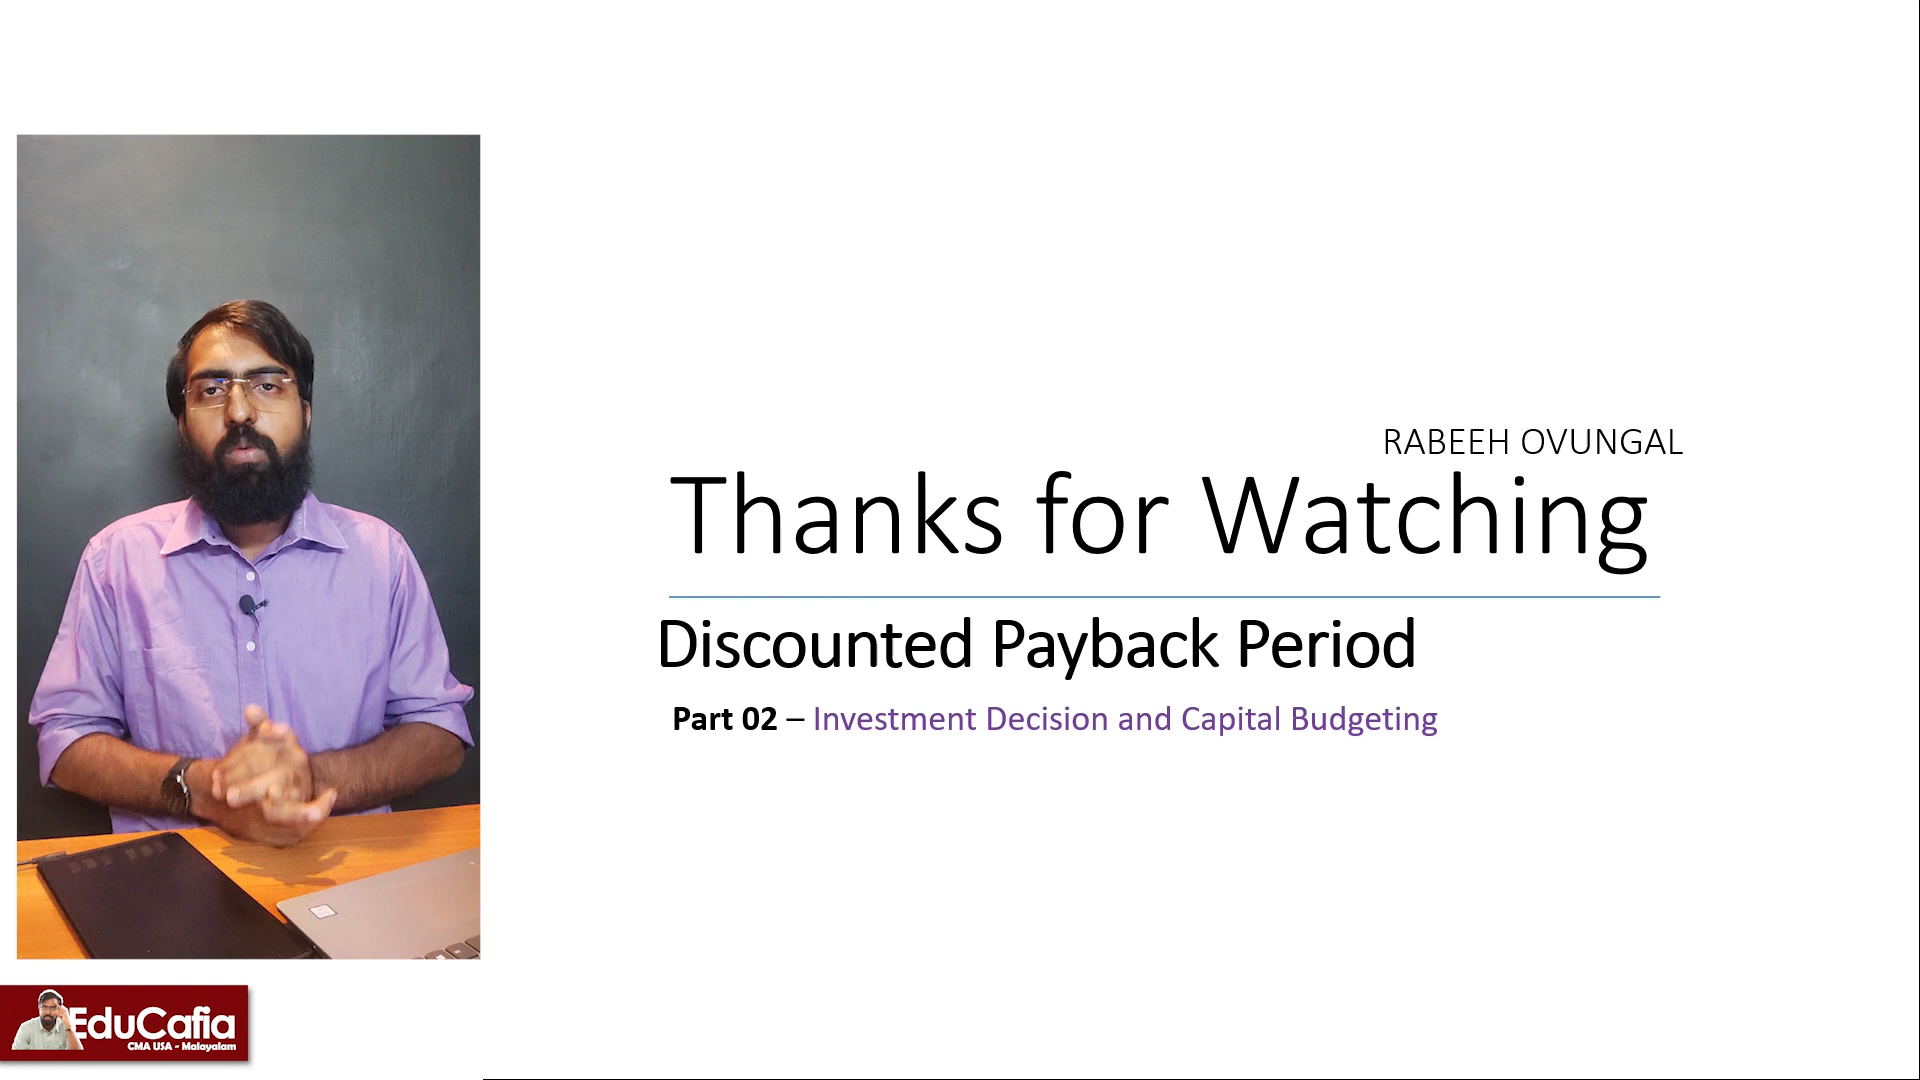 RABEEH OVUNGAL
Thanks for Watching
Discounted Payback Period
Part 02 – Investment Decision and Capital Budgeting
EduCafia
CMA USA - Malayalam